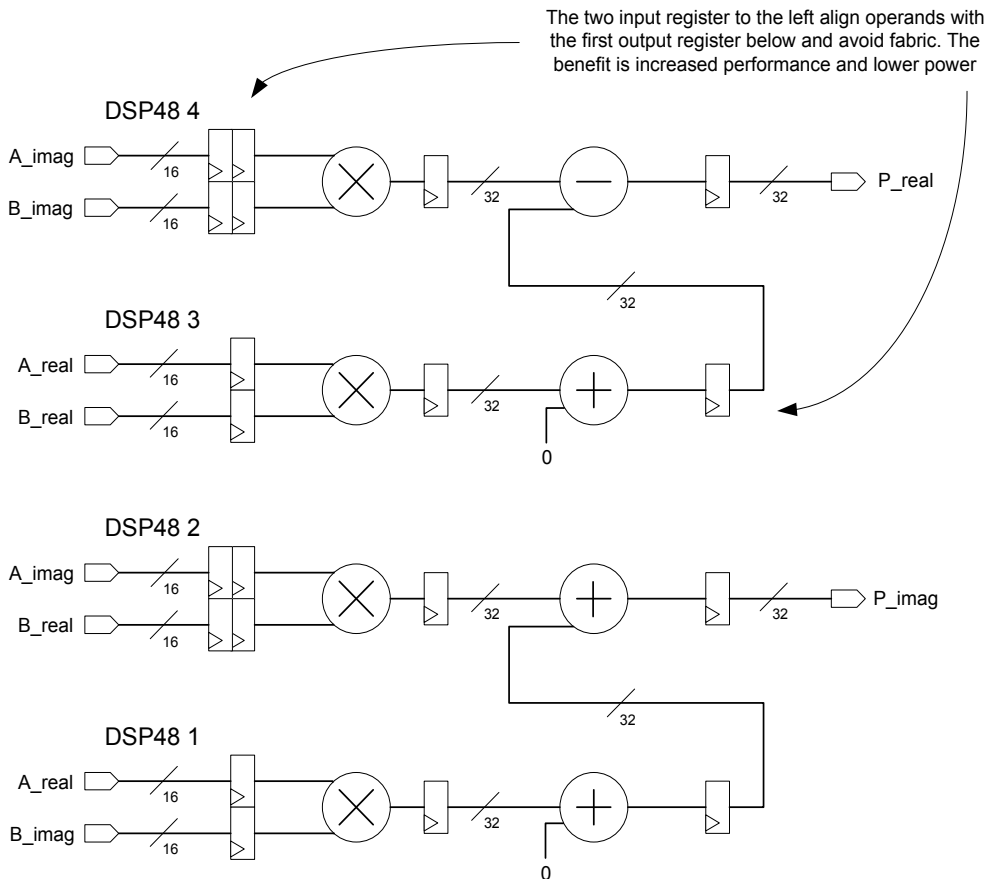 The two input register to the left align operands with
the first output register below and avoid fabric. The
benefit is increased performance and lower power
DSP48 4
A_imag
16
B_imag
16
32
32
P_real
32
DSP48 3
A_real
16
B_real
16
32
0
DSP48 2
A_imag
16
B_real
16
32
32
P_imag
32
DSP48 1
A_real
16
B_imag
16
32
0